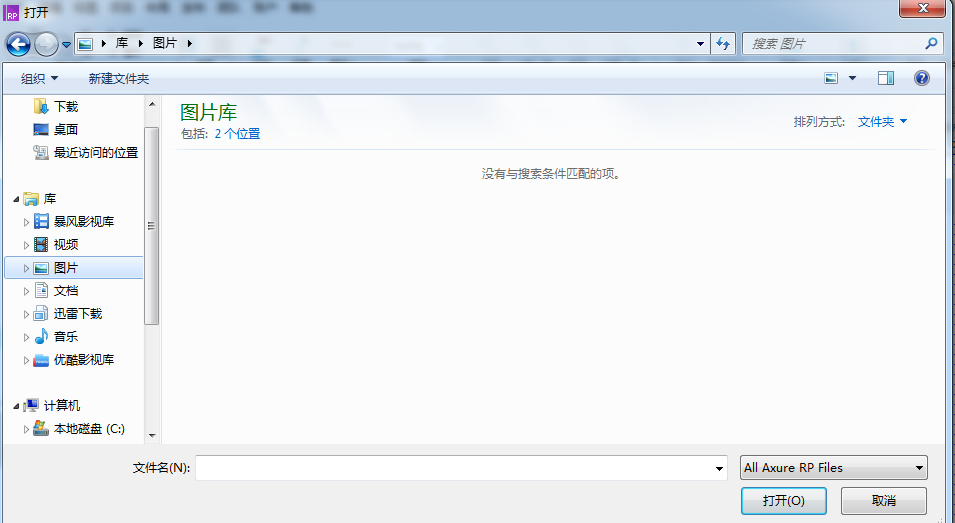 RP 打开
库 图片
搜索 图片
组织 新建文件夹
下载
桌面
最近访问的位置
库
暴风影视库
视频
图片
文档
迅雷下载
音乐
优酷影视库
计算机
本地磁盘 (C:)
图片库
包括: 2 个位置
排列方式: 文件夹
没有与搜索条件匹配的项。
文件名(N):
All Axure RP Files
打开(O) 取消